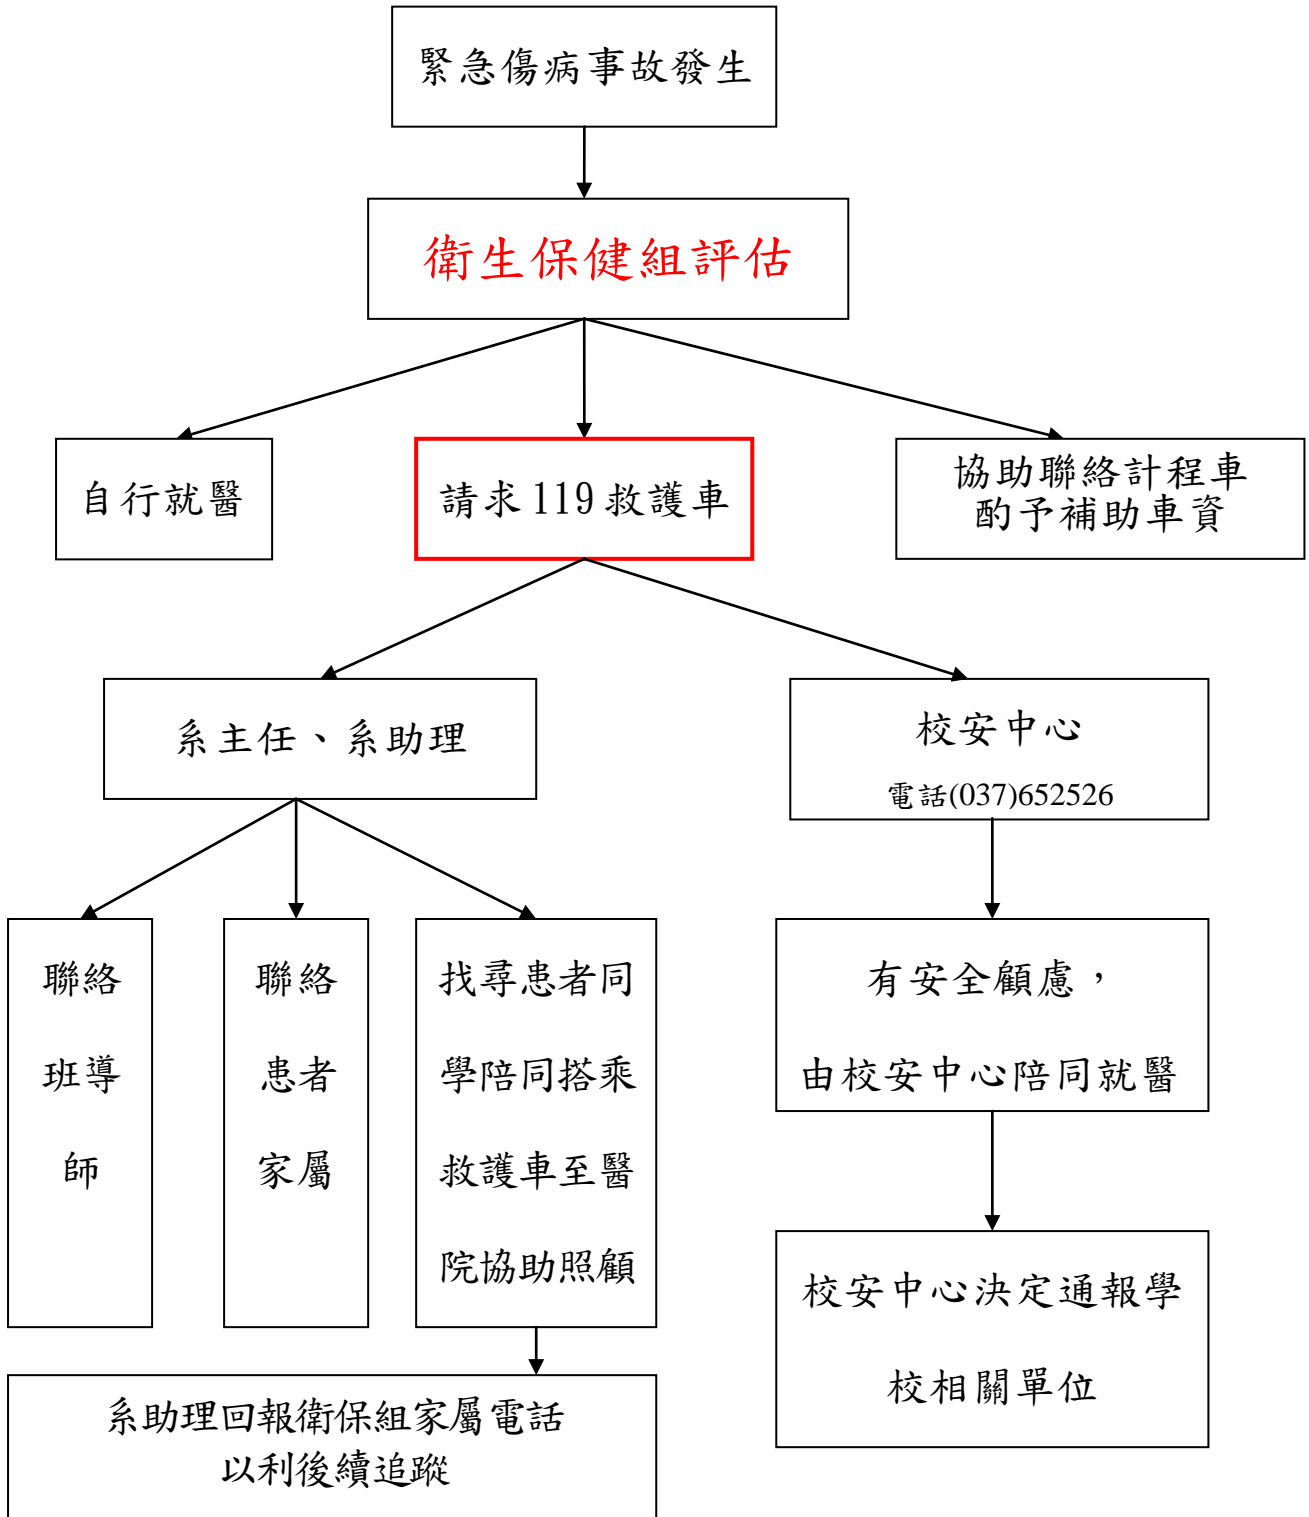 緊急傷病事故發生
衛生保健組評估
自行就醫
請求119救護車
協助聯絡計程車
酌予補助車資
系主任、系助理
校安中心
電話(037)652526
聯絡
班導
師
聯絡
患者
家屬
找尋患者同
學陪同搭乘
救護車至醫
院協助照顧
有安全顧慮，
由校安中心陪同就醫
校安中心決定通報學
校相關單位
系助理回報衛保組家屬電話
以利後續追蹤